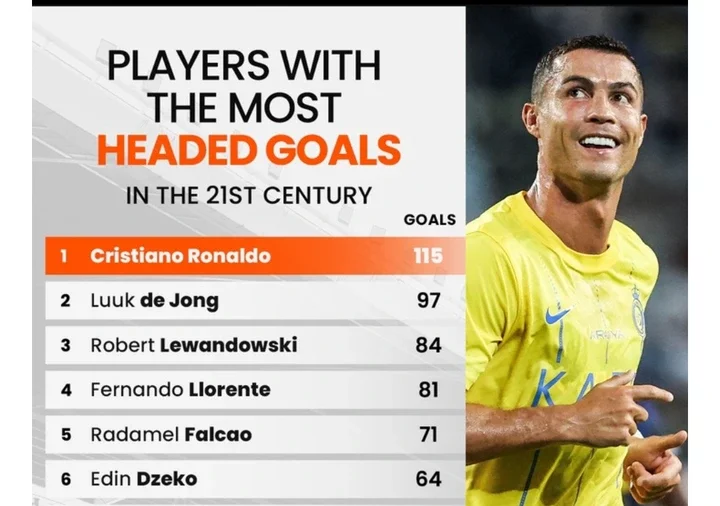 PLAYERS WITH
THE MOST
HEADED GOALS
IN THE 21ST CENTURY
GOALS
1 Cristiano Ronaldo 115
2 Luuk de Jong 97
3 Robert Lewandowski 84
4 Fernando Llorente 81
5 Radamel Falcao 71
6 Edin Dzeko 64
KA